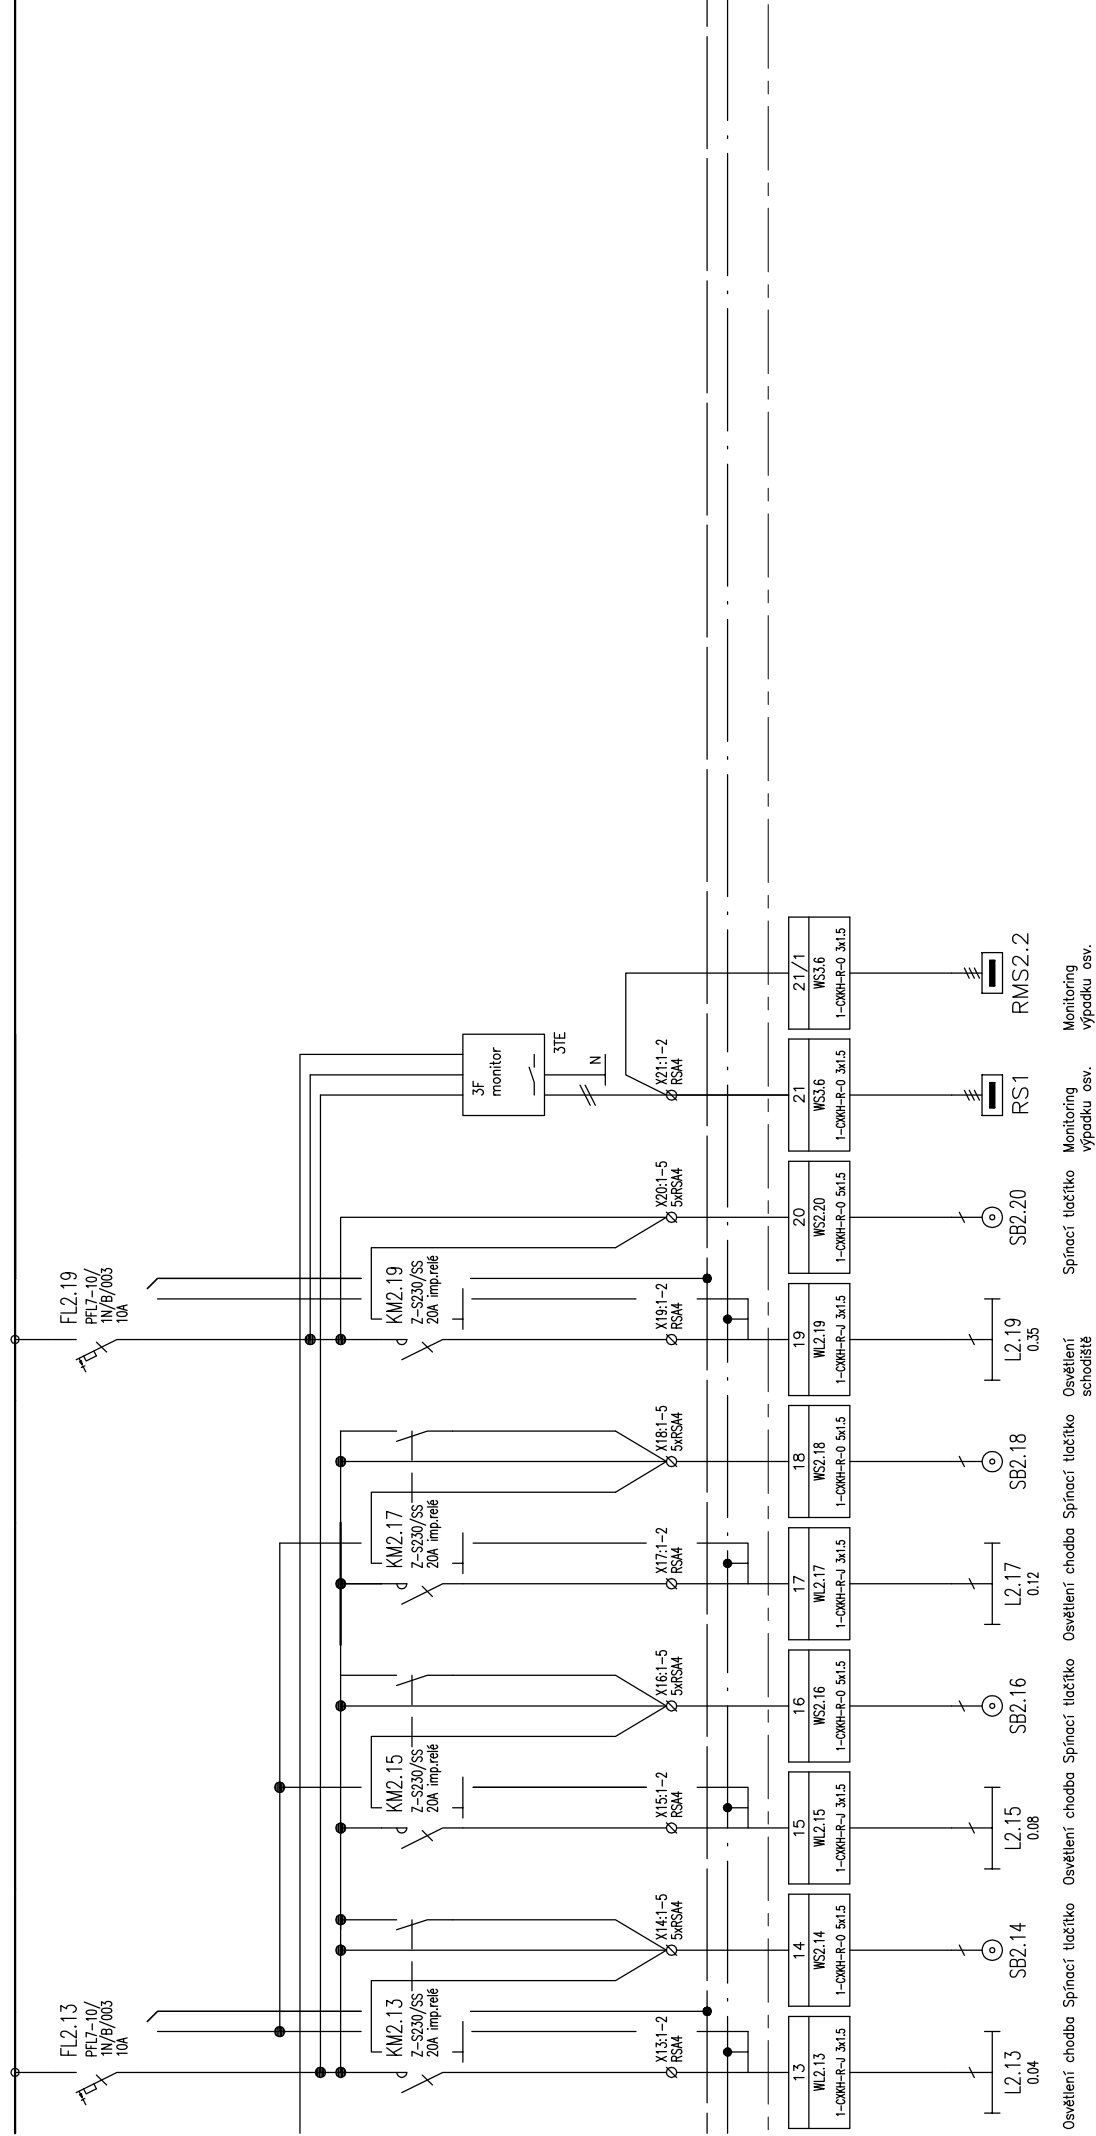 FL2.13
PFL7-10/
1N/B/003
10A
FL2.19
PFL7-10/
1N/B/003
10A
KM2.13
Z-S230/SS
20A imp.relé
KM2.15
Z-S230/SS
20A imp.relé
KM2.17
Z-S230/SS
20A imp.relé
KM2.19
Z-S230/SS
20A imp.relé
3F
monitor
3TE
N
X13:1-2
RSA4
X14:1-5
5xRSA4
X15:1-2
RSA4
X16:1-5
5xRSA4
X17:1-2
RSA4
X18:1-5
5xRSA4
X19:1-2
RSA4
X20:1-5
5xRSA4
X21:1-2
RSA4
13
WL2.13
1-CXKH-R-J 3x1.5
14
WS2.14
1-CXKH-R-O 5x1.5
15
WL2.15
1-CXKH-R-J 3x1.5
16
WS2.16
1-CXKH-R-O 5x1.5
17
WL2.17
1-CXKH-R-J 3x1.5
18
WS2.18
1-CXKH-R-O 5x1.5
19
WL2.19
1-CXKH-R-J 3x1.5
20
WS2.20
1-CXKH-R-O 5x1.5
21
WS3.6
1-CXKH-R-O 3x1.5
21/1
WS3.6
1-CXKH-R-O 3x1.5
L2.13
0.04
SB2.14
L2.15
0.08
SB2.16
L2.17
0.12
SB2.18
L2.19
0.35
SB2.20
RS1
RMS2.2
Osvětlení chodba
Spínací tlačítko
Osvětlení chodba
Spínací tlačítko
Osvětlení chodba
Spínací tlačítko
Osvětlení
schodiště
Spínací tlačítko
Monitoring
výpadku osv.
Monitoring
výpadku osv.